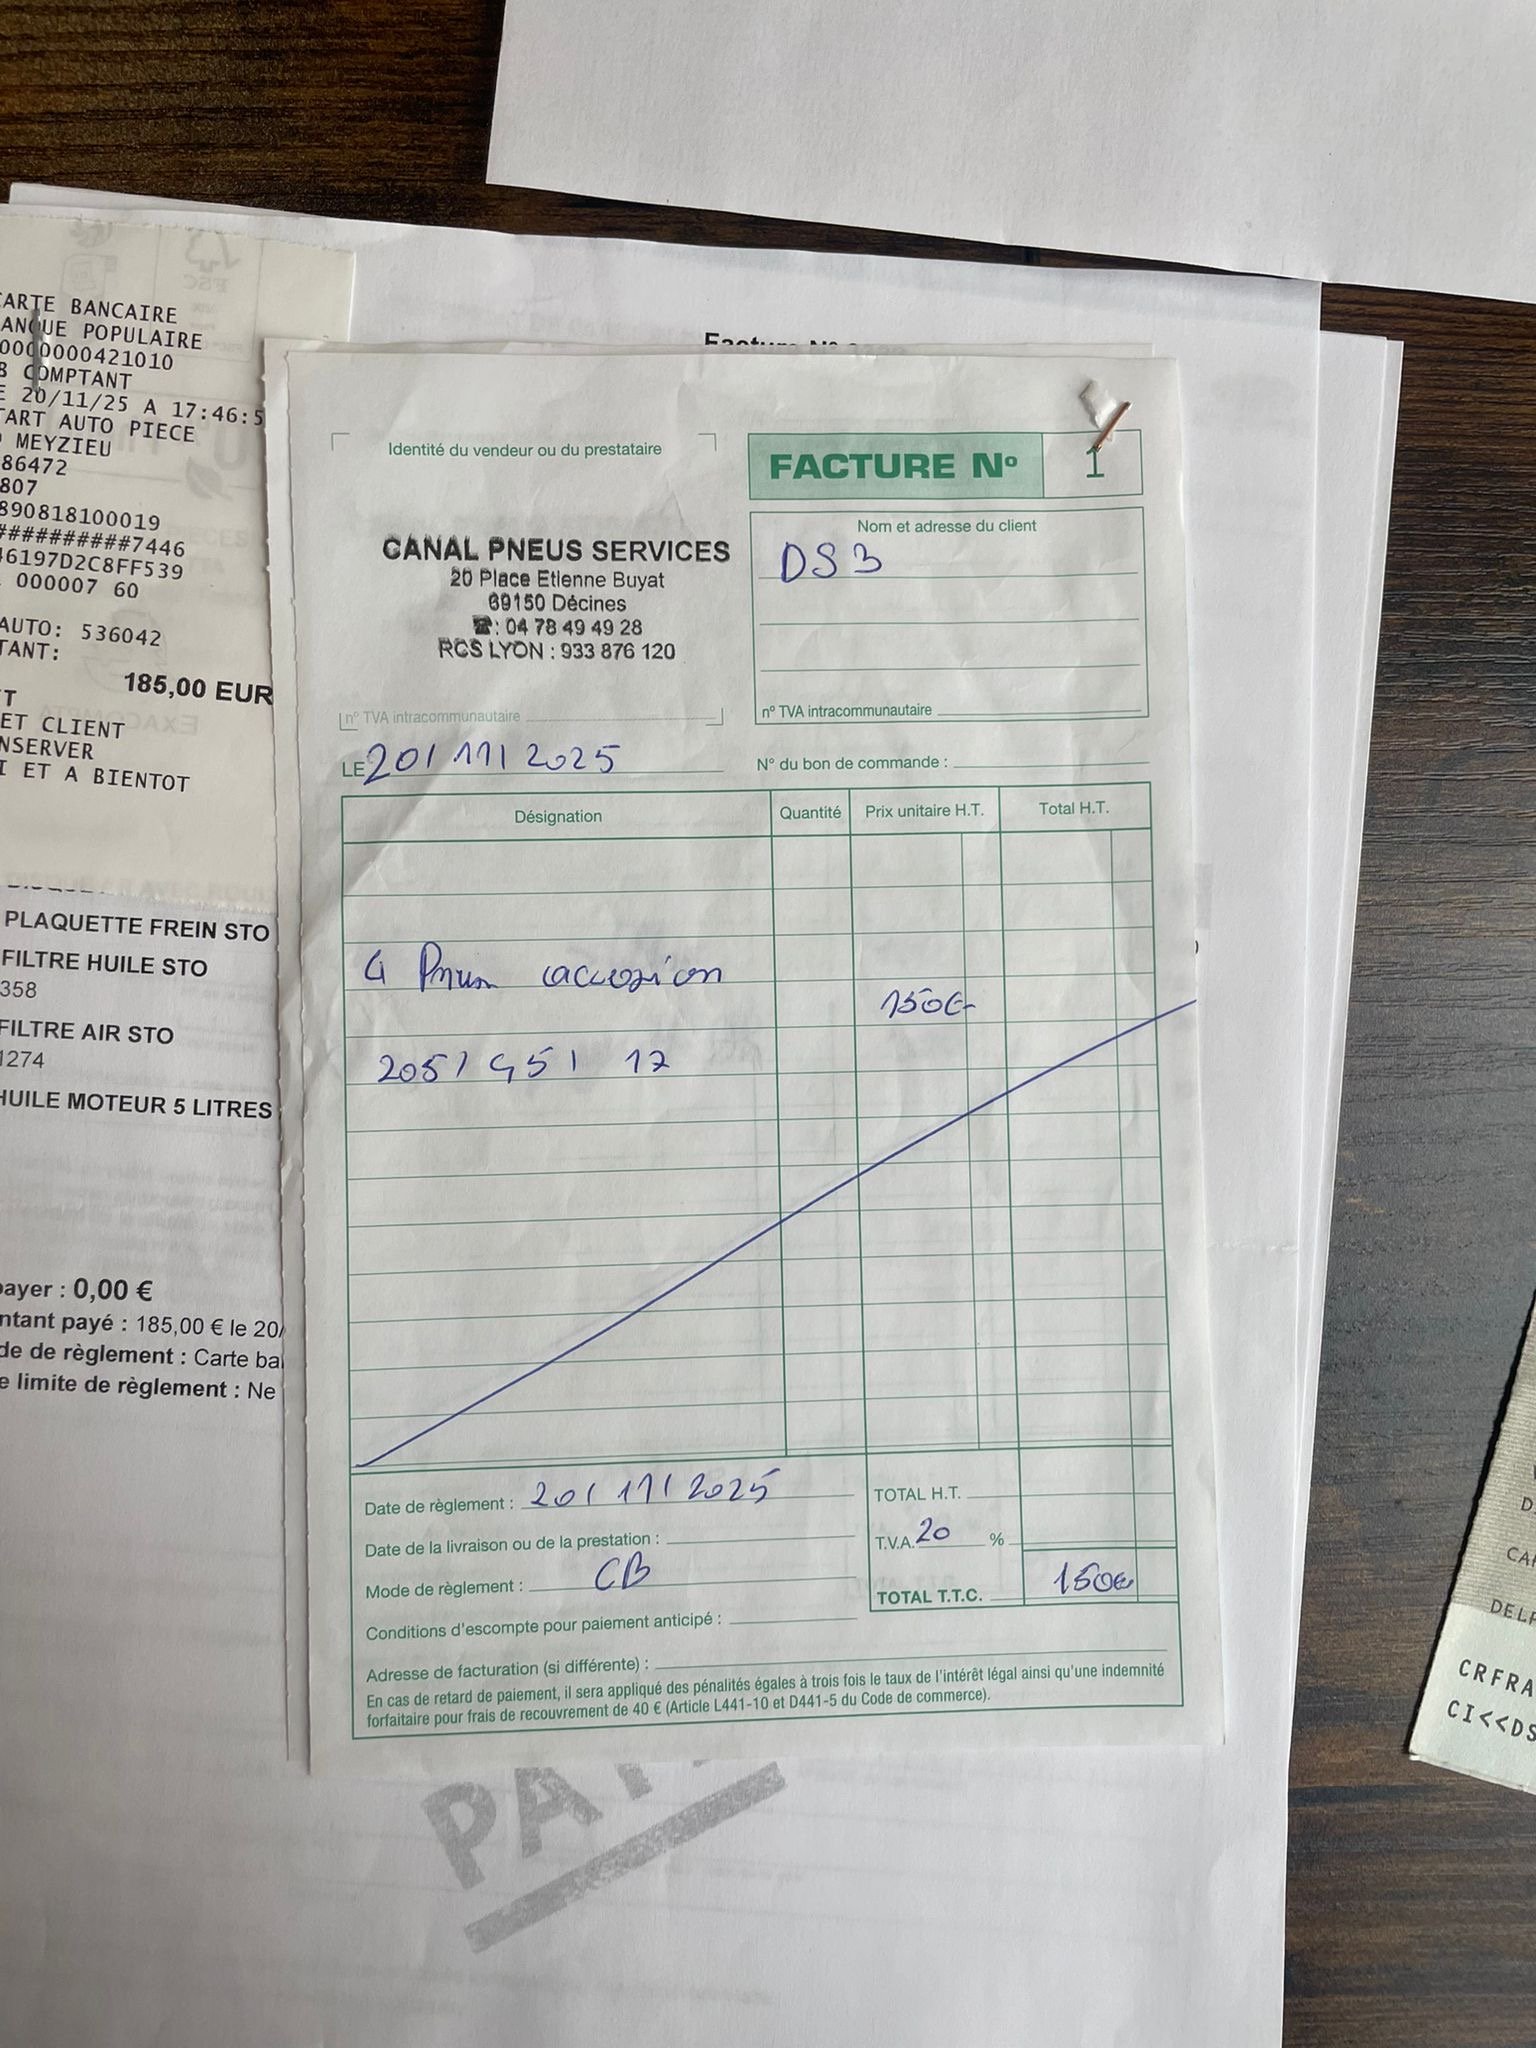 CARTE BANCAIRE
BANQUE POPULAIRE
0000000421010
B COMPTANT
E 20/11/25 A 17:46:5
TART AUTO PIECE
MEYZIEU
86472
807
890818100019
##########7446
46197D2C8FF539
000007 60
AUTO: 536042
TANT:
185,00 EUR
ET CLIENT
NSERVER
I ET A BIENTOT
PLAQUETTE FREIN STO
FILTRE HUILE STO
358
FILTRE AIR STO
1274
HUILE MOTEUR 5 LITRES
payer : 0,00 €
ntant payé : 185,00 € le 20/
de de règlement : Carte ba
e limite de règlement : Ne
Facture N°
Identité du vendeur ou du prestataire
FACTURE N° 1
CANAL PNEUS SERVICES
20 Place Etienne Buyat
69150 Décines
☎: 04 78 49 49 28
RCS LYON : 933 876 120
n° TVA intracommunautaire
Nom et adresse du client
DS3
n° TVA intracommunautaire
LE 20/11/2025
N° du bon de commande :
Désignation Quantité Prix unitaire H.T. Total H.T.
4 Pneus
150€
205/45/ 17
Date de règlement : 20/11/2025
TOTAL H.T.
Date de la livraison ou de la prestation :
T.V.A. 20 %
Mode de règlement : CB
TOTAL T.T.C. 150€
Conditions d'escompte pour paiement anticipé :
Adresse de facturation (si différente) :
En cas de retard de paiement, il sera appliqué des pénalités égales à trois fois le taux de l'intérêt légal ainsi qu'une indemnité
forfaitaire pour frais de recouvrement de 40 € (Article L441-10 et D441-5 du Code de commerce).
CRFRA
CI<<DS